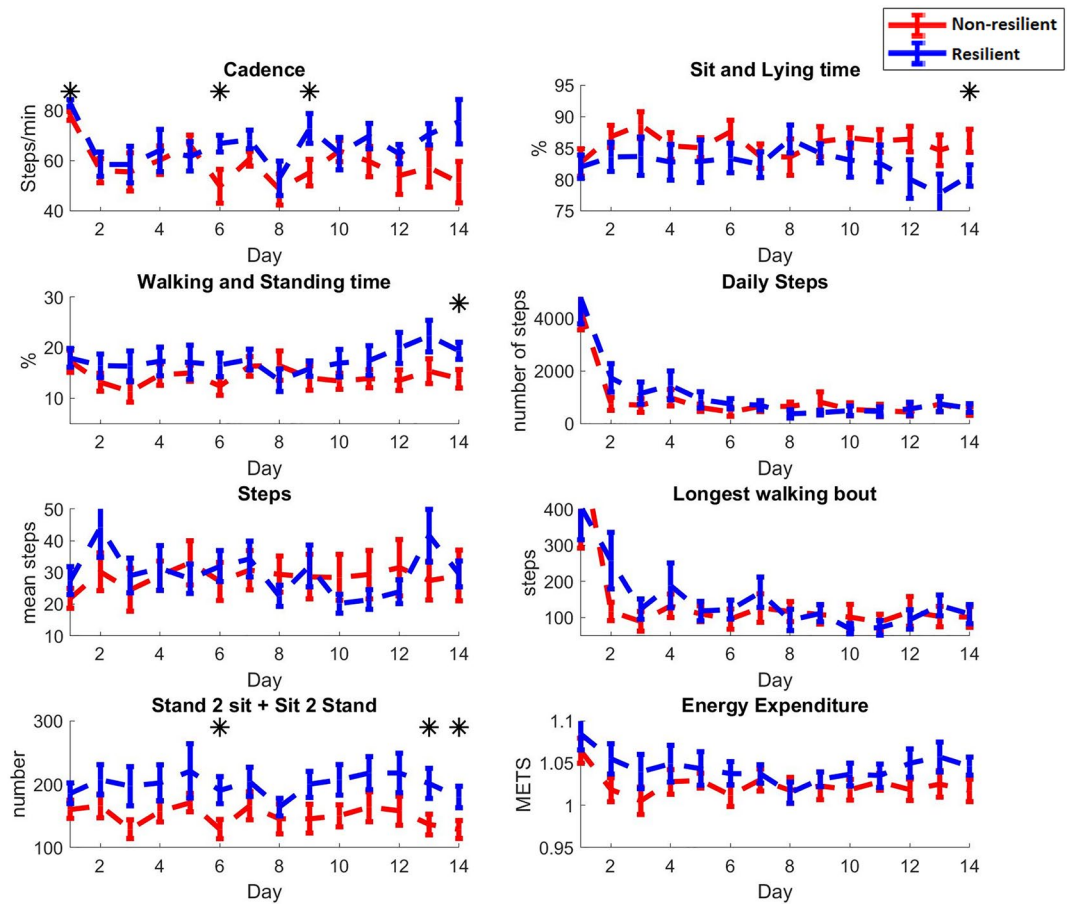 Non-resilient
Resilient
Cadence
Steps/min
80
60
40
2 4 6 8 10 12 14
Day
Sit and Lying time
%
95
90
85
80
75
2 4 6 8 10 12 14
Day
Walking and Standing time
%
30
20
10
2 4 6 8 10 12 14
Day
Daily Steps
number of steps
4000
2000
0
2 4 6 8 10 12 14
Day
Steps
mean steps
50
40
30
20
10
2 4 6 8 10 12 14
Day
Longest walking bout
steps
400
300
200
100
2 4 6 8 10 12 14
Day
Stand 2 sit + Sit 2 Stand
number
300
200
100
2 4 6 8 10 12 14
Day
Energy Expenditure
METS
1.1
1.05
1
0.95
2 4 6 8 10 12 14
Day